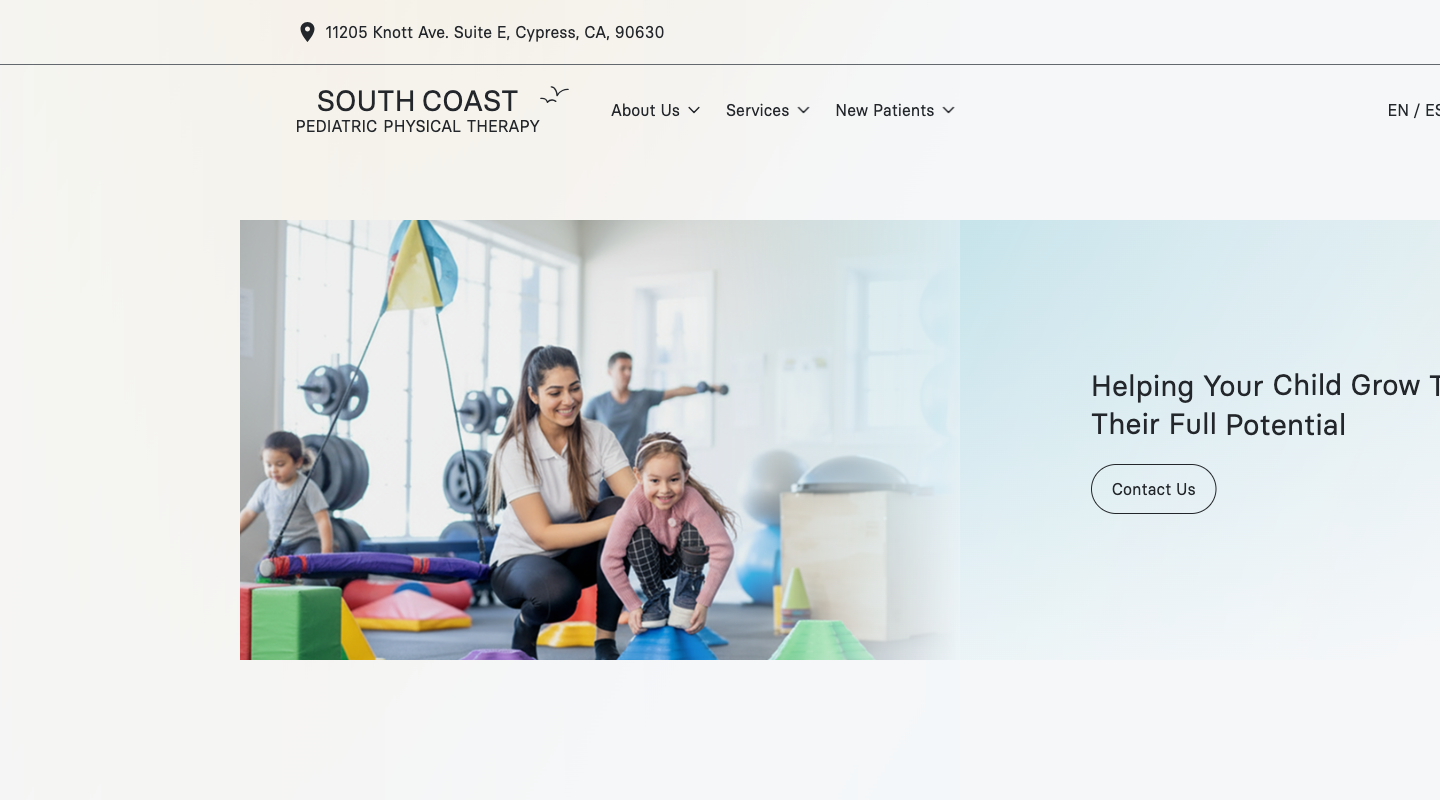 11205 Knott Ave. Suite E, Cypress, CA, 90630
SOUTH COAST
PEDIATRIC PHYSICAL THERAPY
About Us
Services
New Patients
EN / ES
Helping Your Child Grow T
Their Full Potential
Contact Us